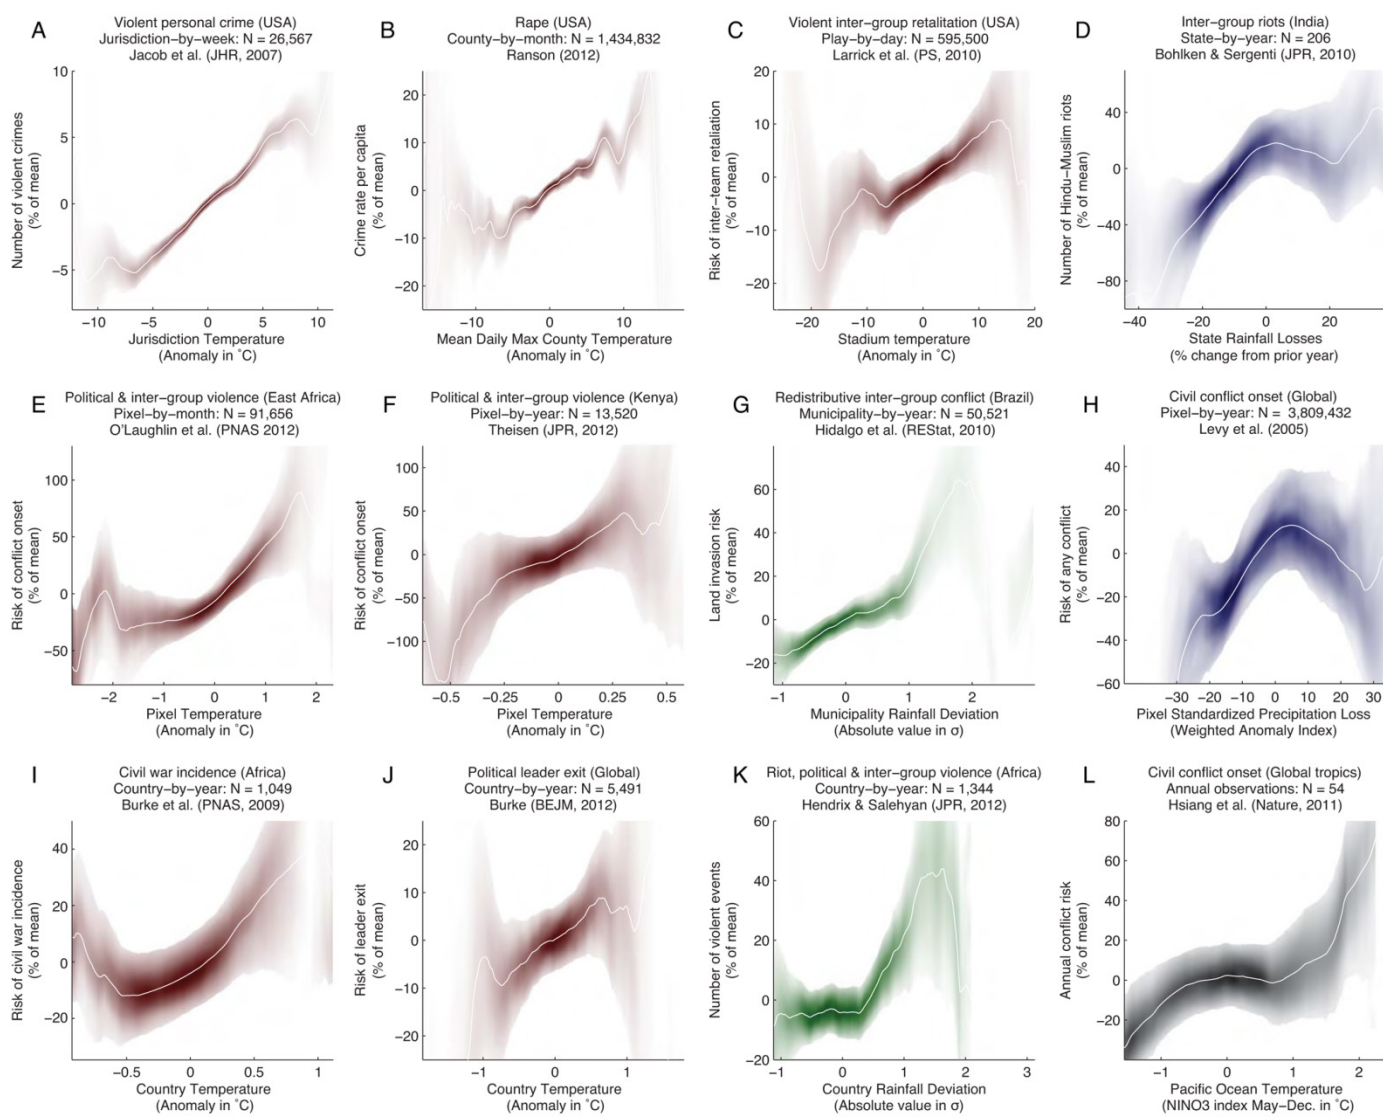 A
Violent personal crime (USA)
Jurisdiction−by−week: N = 26,567
Jacob et al. (JHR, 2007)
Number of violent crimes
(% of mean)
10
5
0
−5
−10
−5
0
5
10
Jurisdiction Temperature
(Anomaly in ˚C)
B
Rape (USA)
County−by−month: N = 1,434,832
Ranson (2012)
Crime rate per capita
(% of mean)
20
10
0
−10
−20
−10
0
10
Mean Daily Max County Temperature
(Anomaly in ˚C)
C
Violent inter−group retalitation (USA)
Play−by−day: N = 595,500
Larrick et al. (PS, 2010)
Risk of inter−team retaliation
(% of mean)
20
10
0
−10
−20
−20
−10
0
10
20
Stadium temperature
(Anomaly in ˚C)
D
Inter−group riots (India)
State−by−year: N = 206
Bohlken & Sergenti (JPR, 2010)
Number of Hindu−Muslim riots
(% of mean)
40
0
−40
−80
−40
−20
0
20
State Rainfall Losses
(% change from prior year)
E
Political & inter−group violence (East Africa)
Pixel−by−month: N = 91,656
O'Laughlin et al. (PNAS 2012)
Risk of conflict onset
(% of mean)
100
50
0
−50
−2
−1
0
1
2
Pixel Temperature
(Anomaly in ˚C)
F
Political & inter−group violence (Kenya)
Pixel−by−year: N = 13,520
Theisen (JPR, 2012)
Risk of conflict onset
(% of mean)
100
50
0
−50
−100
−0.5
−0.25
0
0.25
0.5
Pixel Temperature
(Anomaly in ˚C)
G
Redistributive inter−group conflict (Brazil)
Municipality−by−year: N = 50,521
Hidalgo et al. (REStat, 2010)
Land invasion risk
(% of mean)
60
40
20
0
−20
−1
0
1
2
Municipality Rainfall Deviation
(Absolute value in σ)
H
Civil conflict onset (Global)
Pixel−by−year: N = 3,809,432
Levy et al. (2005)
Risk of any conflict
(% of mean)
40
20
0
−20
−40
−60
−30
−20
−10
0
10
20
30
Pixel Standardized Precipitation Loss
(Weighted Anomaly Index)
I
Civil war incidence (Africa)
Country−by−year: N = 1,049
Burke et al. (PNAS, 2009)
Risk of civil war incidence
(% of mean)
40
20
0
−20
−0.5
0
0.5
1
Country Temperature
(Anomaly in ˚C)
J
Political leader exit (Global)
Country−by−year: N = 5,491
Burke (BEJM, 2012)
Risk of leader exit
(% of mean)
20
10
0
−10
−20
−1
0
1
Country Temperature
(Anomaly in ˚C)
K
Riot, political & inter−group violence (Africa)
Country−by−year: N = 1,344
Hendrix & Salehyan (JPR, 2012)
Number of violent events
(% of mean)
60
40
20
0
−20
−1
0
1
2
3
Country Rainfall Deviation
(Absolute value in σ)
L
Civil conflict onset (Global tropics)
Annual observations: N = 54
Hsiang et al. (Nature, 2011)
Annual conflict risk
(% of mean)
80
60
40
20
0
−20
−1
0
1
2
Pacific Ocean Temperature
(NINO3 index May−Dec. in ˚C)